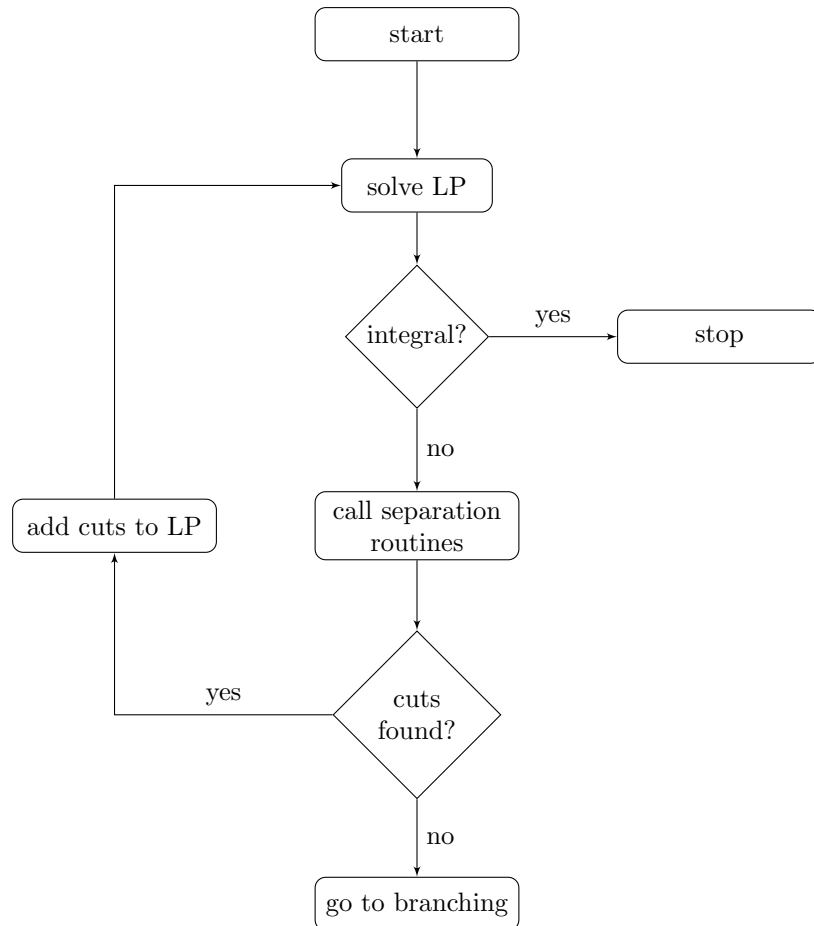 start
solve LP
integral?
yes
stop
no
call separation
routines
add cuts to LP
yes
cuts
found?
no
go to branching